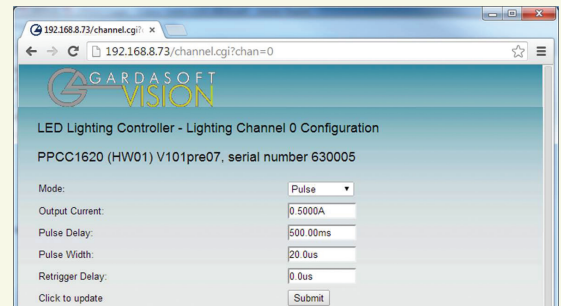 192.168.8.73/channel.cgi?
192.168.8.73/channel.cgi?chan=0
GARDASOFT
VISION
LED Lighting Controller - Lighting Channel 0 Configuration
PPCC1620 (HW01) V101pre07, serial number 630005
Mode: Pulse
Output Current: 0.5000A
Pulse Delay: 500.00ms
Pulse Width: 20.0us
Retrigger Delay: 0.0us
Click to update Submit